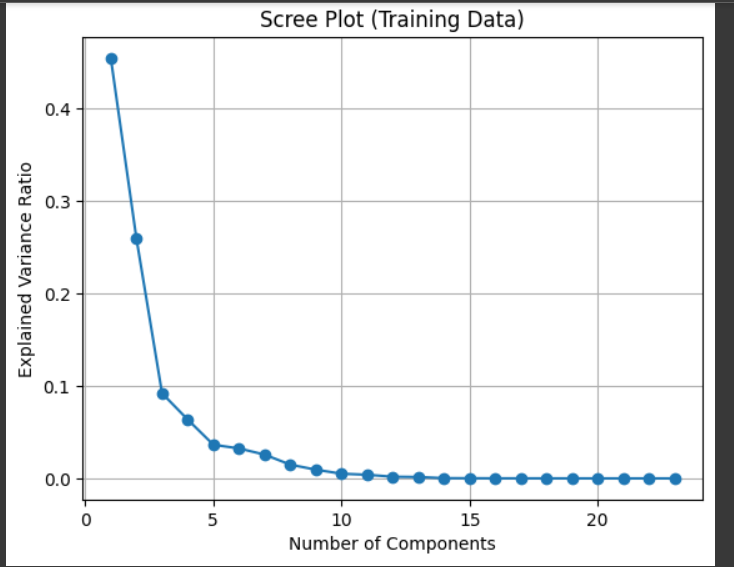 Scree Plot (Training Data)
Explained Variance Ratio
0.4
0.3
0.2
0.1
0.0
0 5 10 15 20
Number of Components